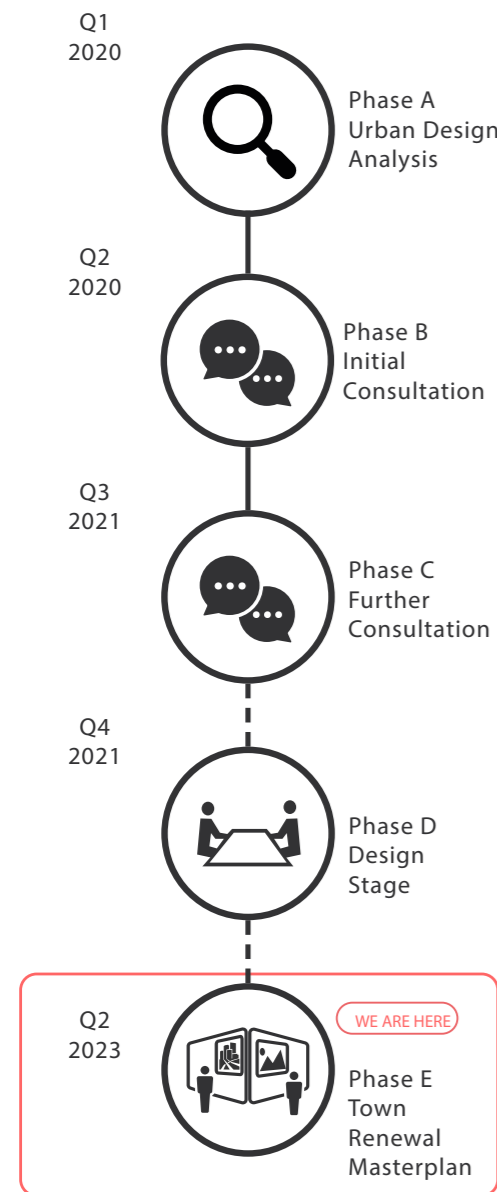 Q1
2020
Phase A
Urban Design
Analysis
Q2
2020
Phase B
Initial
Consultation
Q3
2021
Phase C
Further
Consultation
Q4
2021
Phase D
Design
Stage
Q2
2023
WE ARE HERE
Phase E
Town
Renewal
Masterplan